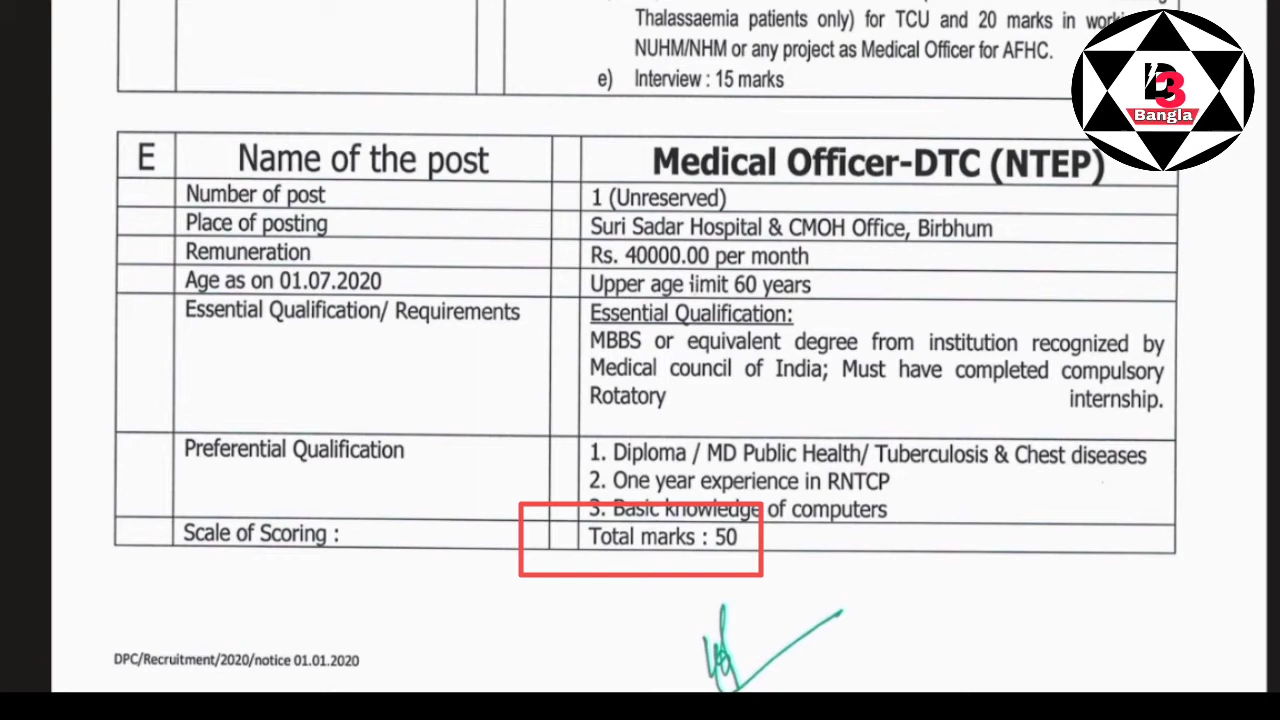 Thalassaemia patients only) for TCU and 20 marks in
NUHM/NHM or any project as Medical Officer for AFHC.
e) Interview : 15 marks
B3
Bangla
E Name of the post Medical Officer-DTC (NTEP)
Number of post 1 (Unreserved)
Place of posting Suri Sadar Hospital & CMOH Office, Birbhum
Remuneration Rs. 40000.00 per month
Age as on 01.07.2020 Upper age limit 60 years
Essential Qualification/ Requirements Essential Qualification:
MBBS or equivalent degree from institution recognized by
Medical council of India; Must have completed compulsory
Rotatory internship.
Preferential Qualification 1. Diploma / MD Public Health/ Tuberculosis & Chest diseases
2. One year experience in RNTCP
3. Basic knowledge of computers
Scale of Scoring : Total marks : 50
DPC/Recruitment/2020/notice 01.01.2020